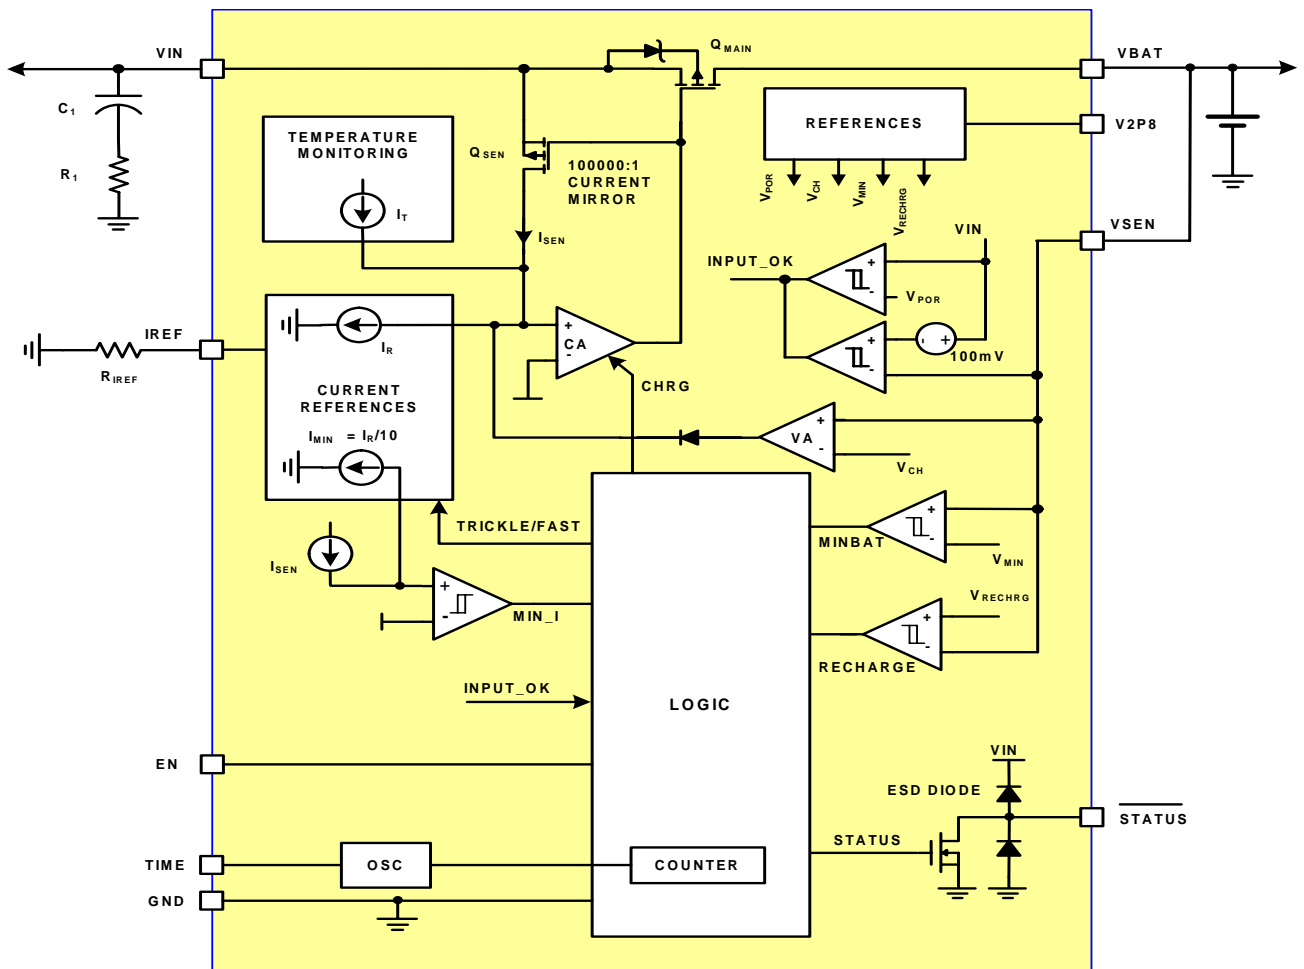 VIN
Q MAIN
VBAT
C1
TEMPERATURE
MONITORING
REFERENCES
V2P8
QSEN
100000:1
CURRENT
MIRROR
R1
IT
VPOR
VCH
VMIN
VRECHRG
ISEN
VIN
VSEN
INPUT_OK
+
-
VPOR
IREF
RIREF
IR
+
CA
-
-
+
100mV
CHRG
CURRENT
REFERENCES
IMIN = IR/10
+
VA
-
VCH
TRICKLE/FAST
+
-
MINBAT
VMIN
ISEN
+
-
MIN_I
VRECHRG
+
-
RECHARGE
INPUT_OK
LOGIC
EN
VIN
ESD DIODE
STATUS
STATUS
TIME
OSC
COUNTER
GND